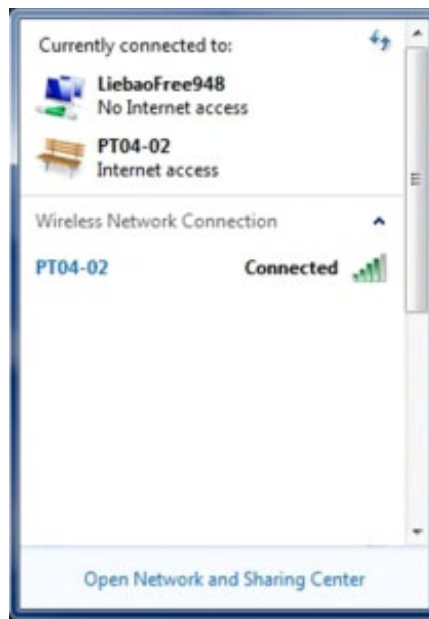 Currently connected to:
LiebaoFree948
No Internet access
PT04-02
Internet access
Wireless Network Connection
PT04-02 Connected
Open Network and Sharing Center